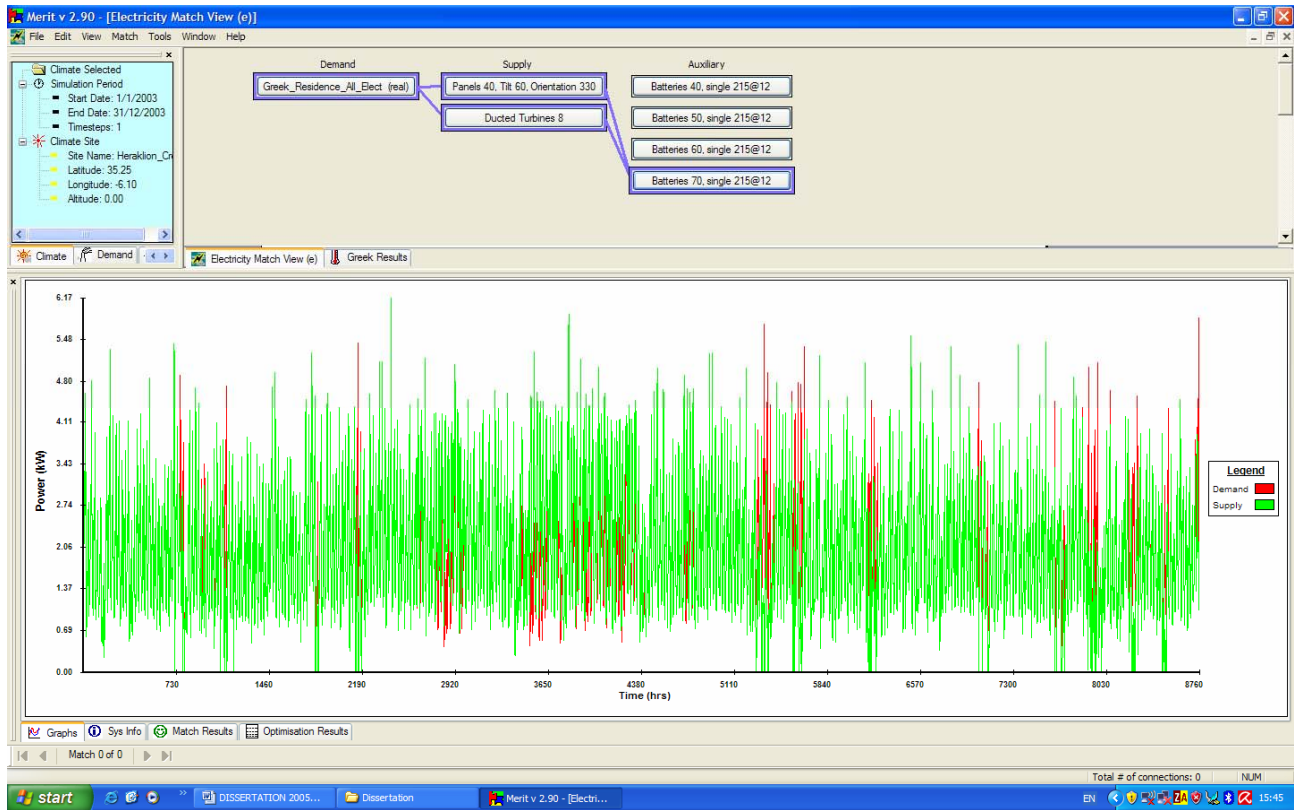 Merit v 2.90 - [Electricity Match View (e)]
File Edit View Match Tools Window Help
Climate Selected
Simulation Period
Start Date: 1/1/2003
End Date: 31/12/2003
Timesteps: 1
Climate Site
Site Name: Heraklion_Cr
Latitude: 35.25
Longitude: -6.10
Altitude: 0.00
Climate Demand
Demand Supply Auxiliary
Greek_Residence_All_Elect (real) Panels 40, Tilt 60, Orientation 330 Batteries 40, single 215@12
Ducted Turbines 8 Batteries 50, single 215@12
Batteries 60, single 215@12
Batteries 70, single 215@12
Electricity Match View (e) Greek Results
Power (kW)
6.17
5.48
4.80
4.11
3.43
2.74
2.06
1.37
0.69
0.00
730 1460 2190 2920 3650 4380 5110 5840 6570 7300 8030 8760
Time (hrs)
Legend
Demand
Supply
Graphs Sys Info Match Results Optimisation Results
Match 0 of 0
Total # of connections: 0 NUM
start DISSERTATION 2005... Dissertation Merit v 2.90 - [Electri... EN ZA 15:45